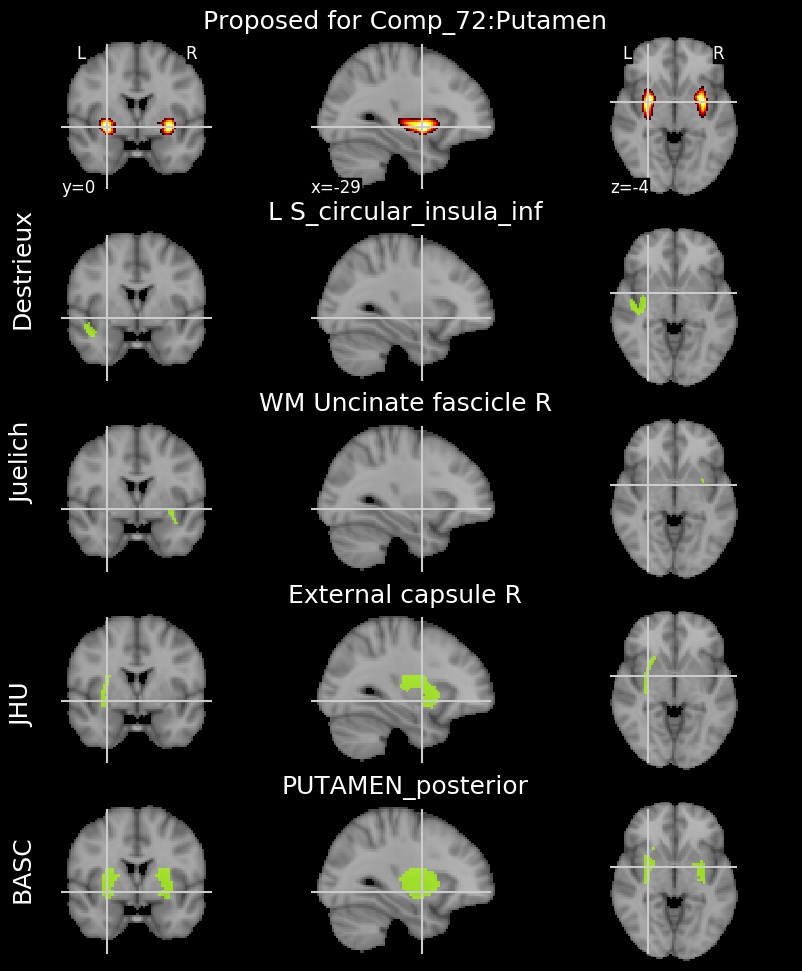 Proposed for Comp_72:Putamen
L R L R
y=0 x=-29 z=-4
Destrieux
L S_circular_insula_inf
Juelich
WM Uncinate fascicle R
JHU
External capsule R
BASC
PUTAMEN_posterior